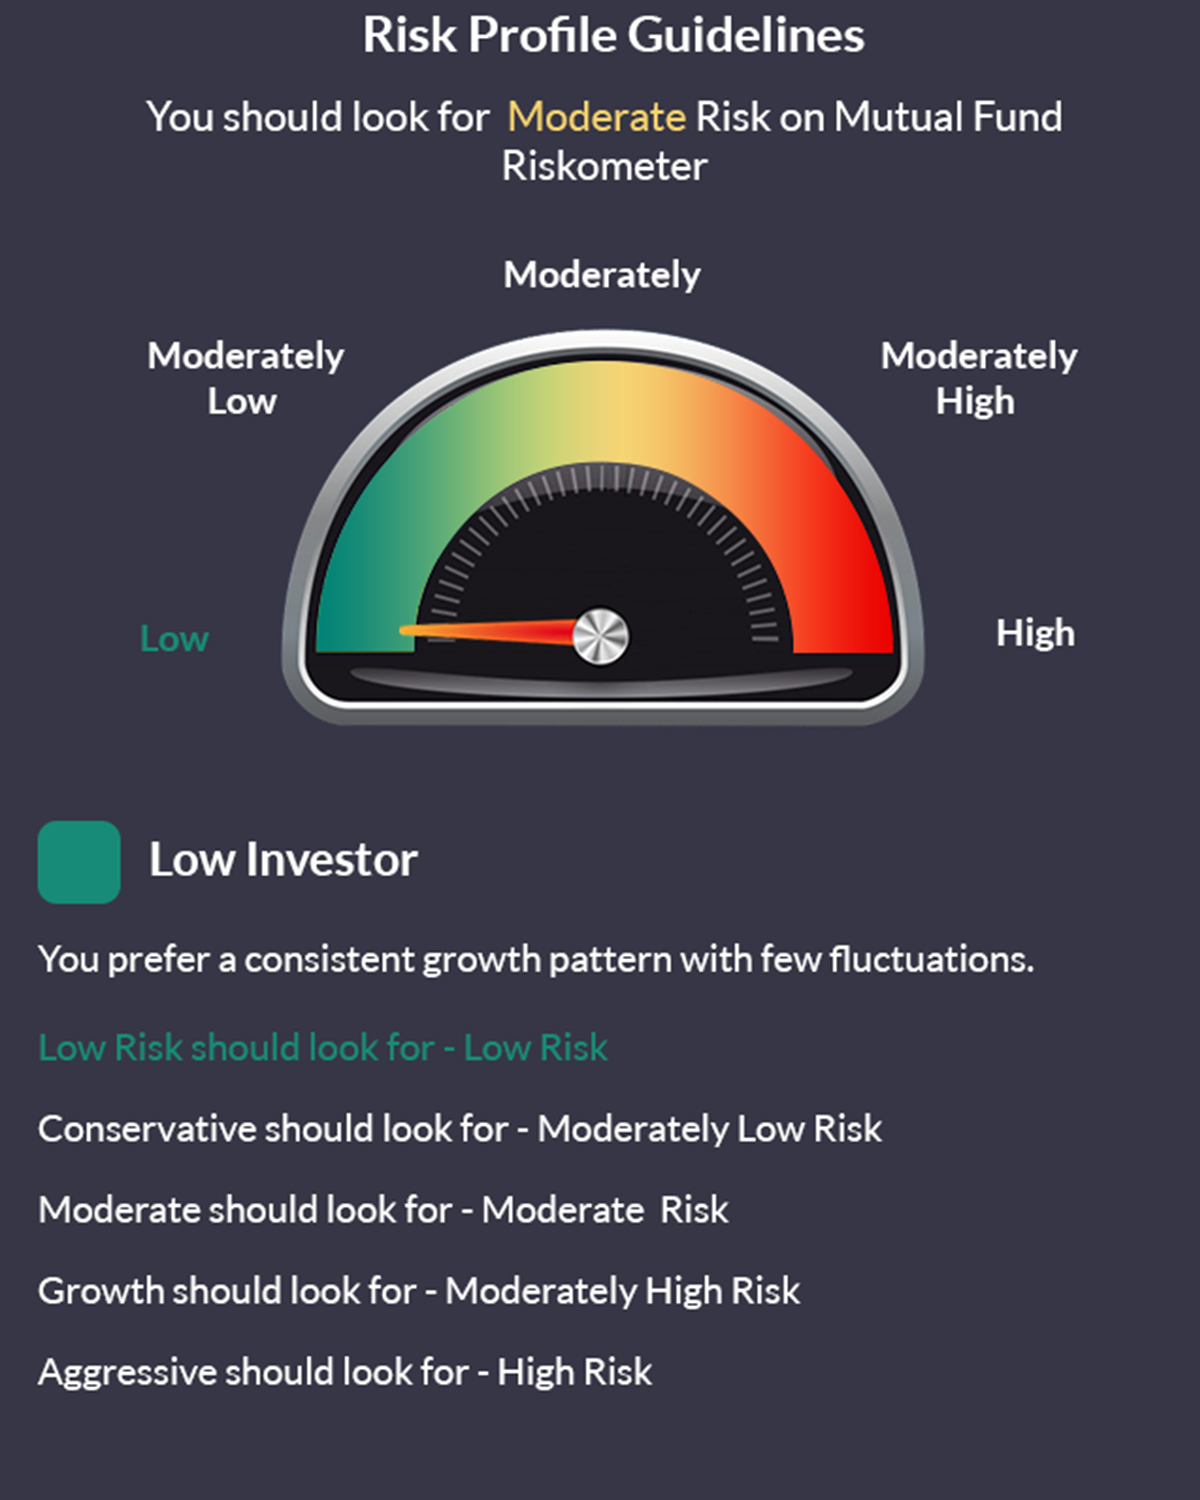 Risk Profile Guidelines
You should look for Moderate Risk on Mutual Fund
Riskometer
Moderately
Moderately
Low
Moderately
High
Low
High
Low Investor
You prefer a consistent growth pattern with few fluctuations.
Low Risk should look for - Low Risk
Conservative should look for - Moderately Low Risk
Moderate should look for - Moderate Risk
Growth should look for - Moderately High Risk
Aggressive should look for - High Risk